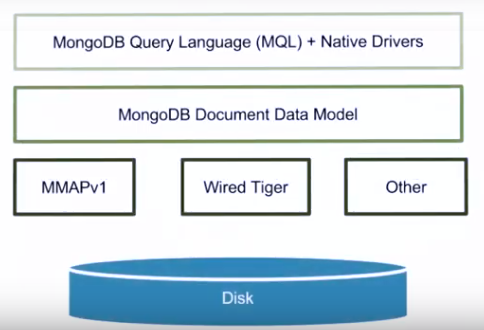 MongoDB Query Language (MQL) + Native Drivers
MongoDB Document Data Model
MMAPv1
Wired Tiger
Other
Disk